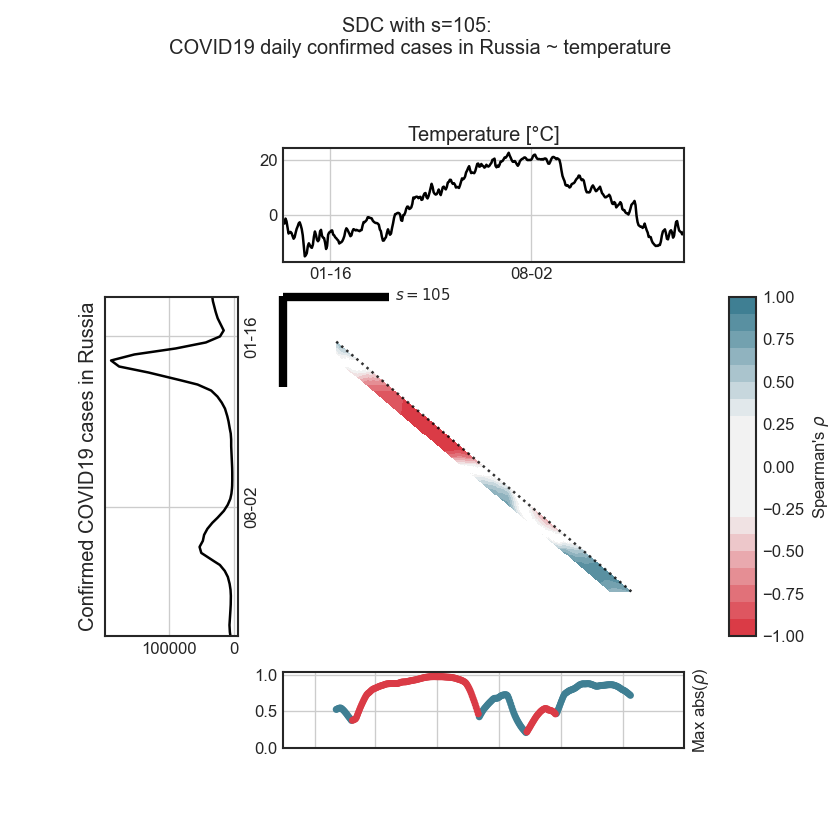 SDC with s=105:
COVID19 daily confirmed cases in Russia ~ temperature
Temperature [°C]
20
0
01-16
08-02
s = 105
Confirmed COVID19 cases in Russia
01-16
08-02
100000
0
1.00
0.75
0.50
0.25
0.00
−0.25
−0.50
−0.75
−1.00
Spearman's ρ
1.0
0.5
0.0
Max abs(ρ)